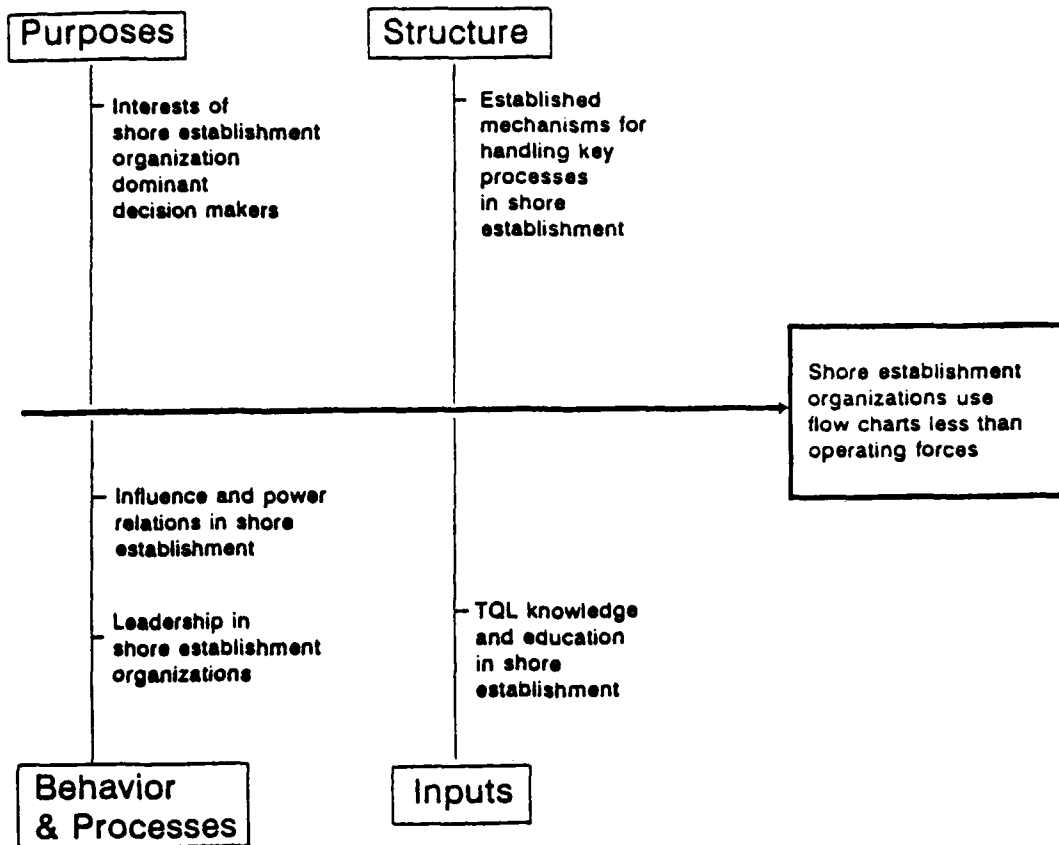 Purposes
Structure
Interests of
shore establishment
organization
dominant
decision makers
Established
mechanisms for
handling key
processes
in shore
establishment
Shore establishment
organizations use
flow charts less than
operating forces
Influence and power
relations in shore
establishment
Leadership in
shore establishment
organizations
TQL knowledge
and education
in shore
establishment
Behavior
& Processes
Inputs